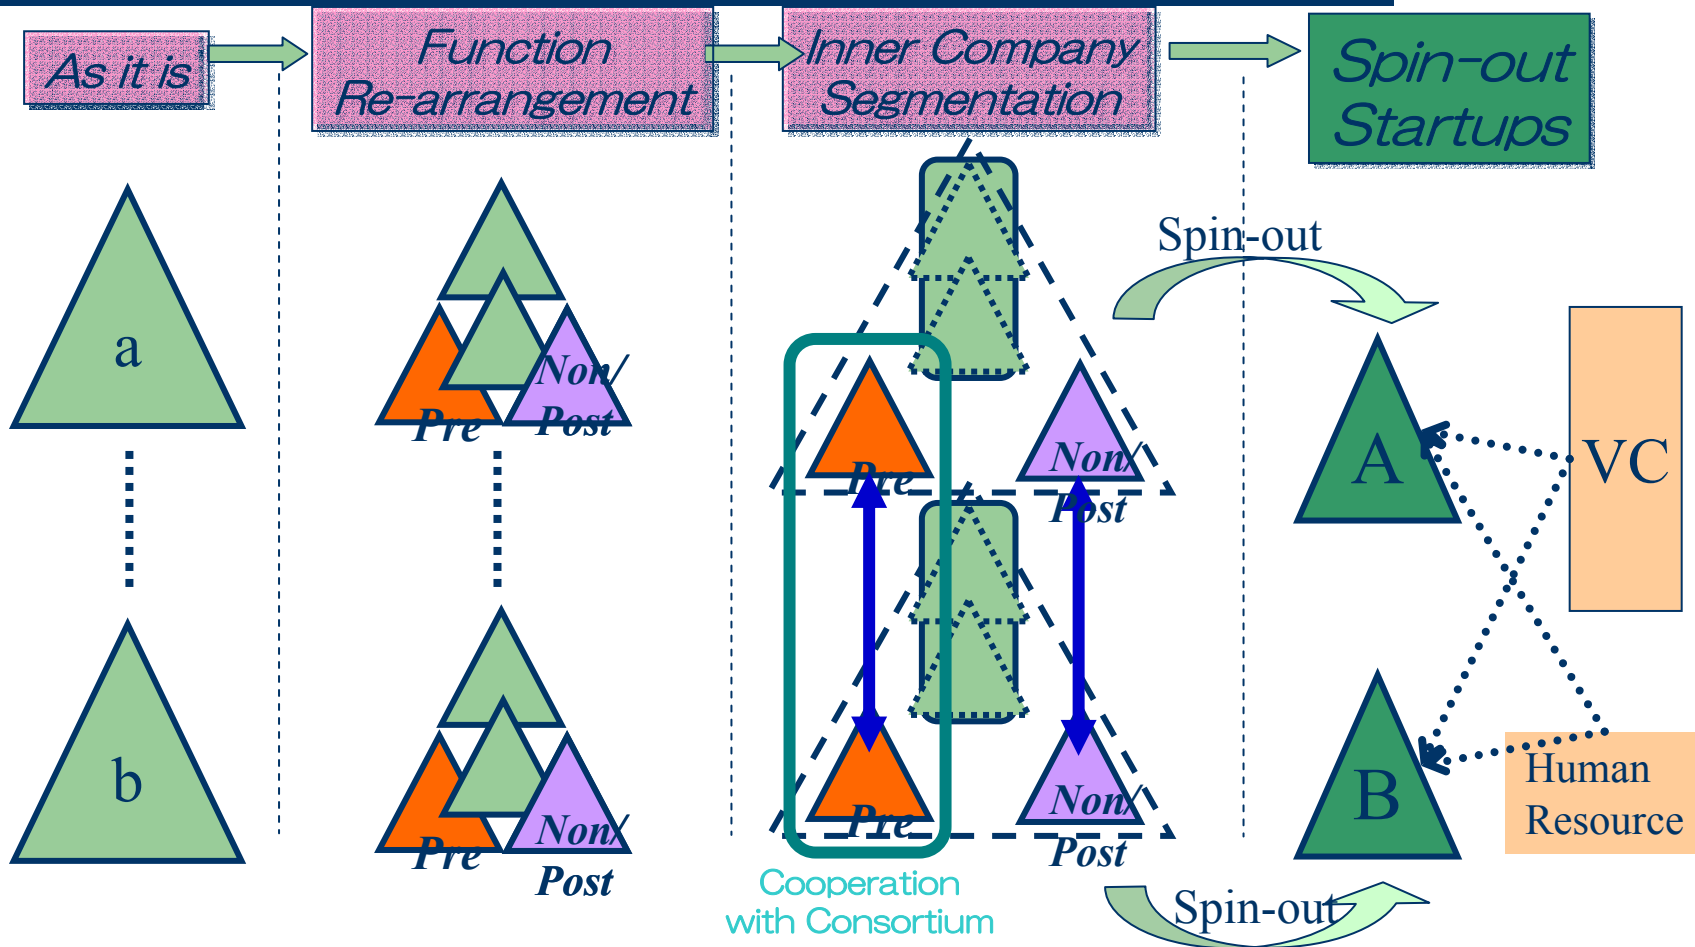 As it is
Function
Re-arrangement
Inner Company
Segmentation
Spin-out
Startups
a
b
Pre
Non/
Post
Pre
Non/
Post
Pre
Non/
Post
Pre
Non/
Post
Cooperation
with Consortium
Spin-out
Spin-out
A
B
VC
Human
Resource